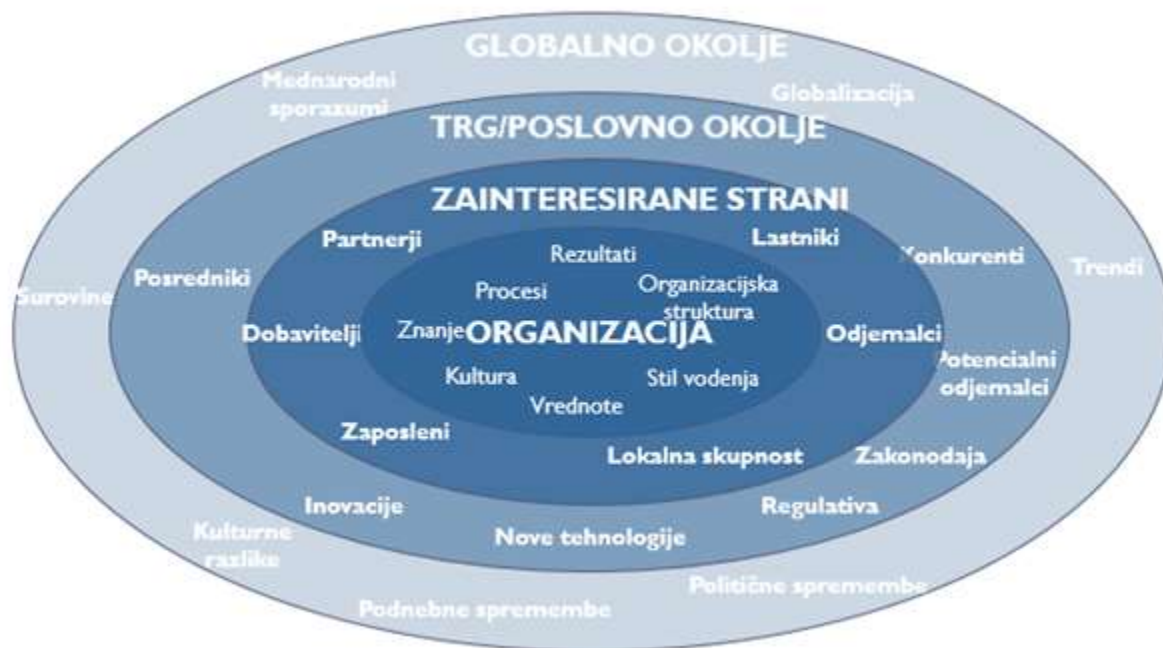 GLOBALNO OKOLJE
Mednarodni
sporazumi
Globalizacija
TRG/POSLOVNO OKOLJE
ZAINTERESIRANE STRANI
Partnerji
Lastniki
Rezultati
Konkurenti
Trendi
Posredniki
Surovine
Procesi
Organizacijska
struktura
Dobavitelji
Znanje
ORGANIZACIJA
Odjemalci
Potencialni
odjemalci
Kultura
Stil vodenja
Vrednote
Zaposleni
Lokalna skupnost
Zakonodaja
Inovacije
Regulativa
Kulturne
razlike
Nove tehnologije
Politične spremembe
Podnebne spremembe